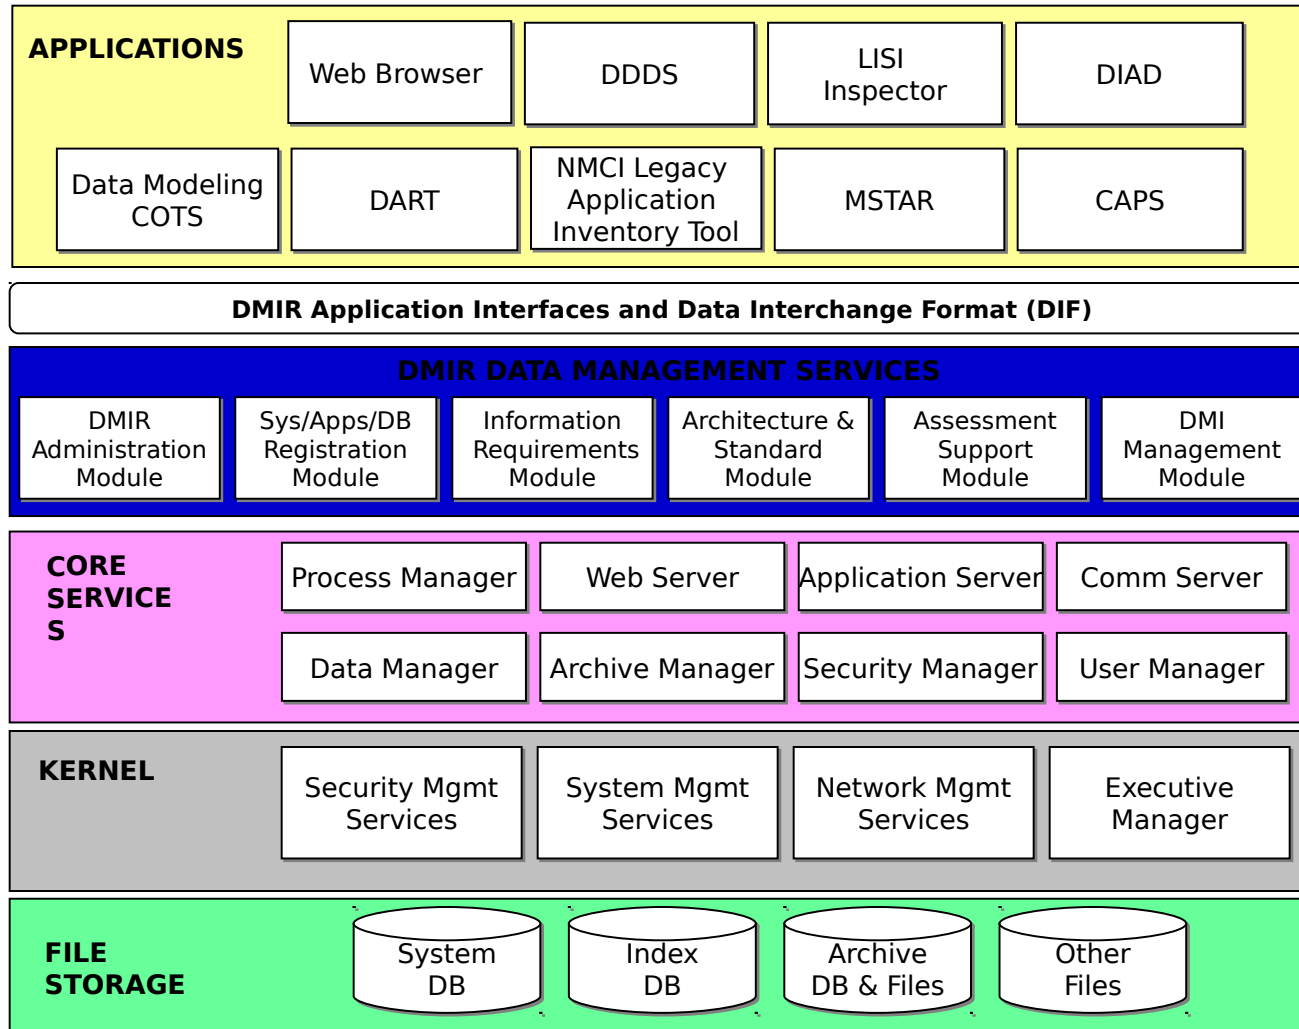 APPLICATIONS
Web Browser
DDDS
LISI
Inspector
DIAD
Data Modeling
COTS
DART
NMCI Legacy
Application
Inventory Tool
MSTAR
CAPS
DMIR Application Interfaces and Data Interchange Format (DIF)
DMIR DATA MANAGEMENT SERVICES
DMIR
Administration
Module
Sys/Apps/DB
Registration
Module
Information
Requirements
Module
Architecture &
Standard
Module
Assessment
Support
Module
DMI
Management
Module
CORE
SERVICE
S
Process Manager
Web Server
Application Server
Comm Server
Data Manager
Archive Manager
Security Manager
User Manager
KERNEL
Security Mgmt
Services
System Mgmt
Services
Network Mgmt
Services
Executive
Manager
FILE
STORAGE
System
DB
Index
DB
Archive
DB & Files
Other
Files